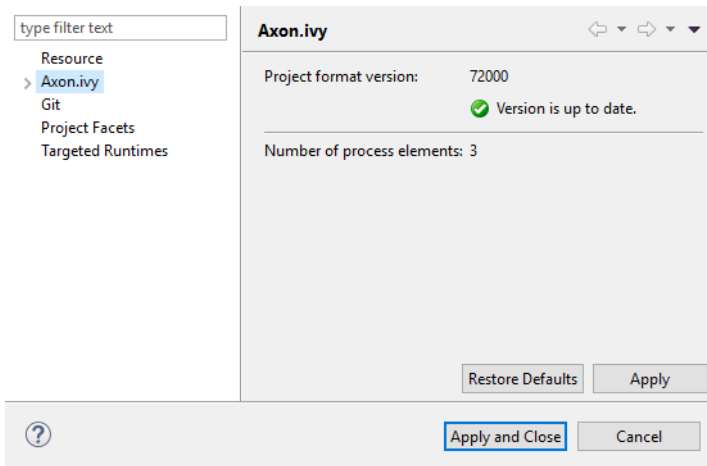 type filter text
Resource
Axon.ivy
Git
Project Facets
Targeted Runtimes
Axon.ivy
Project format version: 72000
Version is up to date.
Number of process elements: 3
Restore Defaults
Apply
?
Apply and Close
Cancel